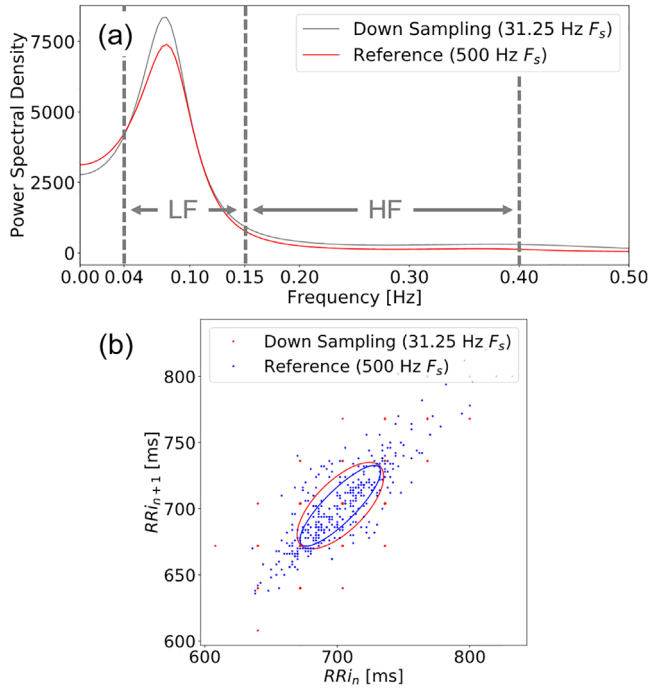 (a)
Down Sampling (31.25 Hz Fs)
Reference (500 Hz Fs)
Power Spectral Density
7500
5000
2500
0
LF
HF
0.00 0.04 0.10 0.15 0.20 0.30 0.40 0.50
Frequency [Hz]
(b)
Down Sampling (31.25 Hz Fs)
Reference (500 Hz Fs)
RRi n+1 [ms]
800
750
700
650
600
600 700 800
RRi n [ms]